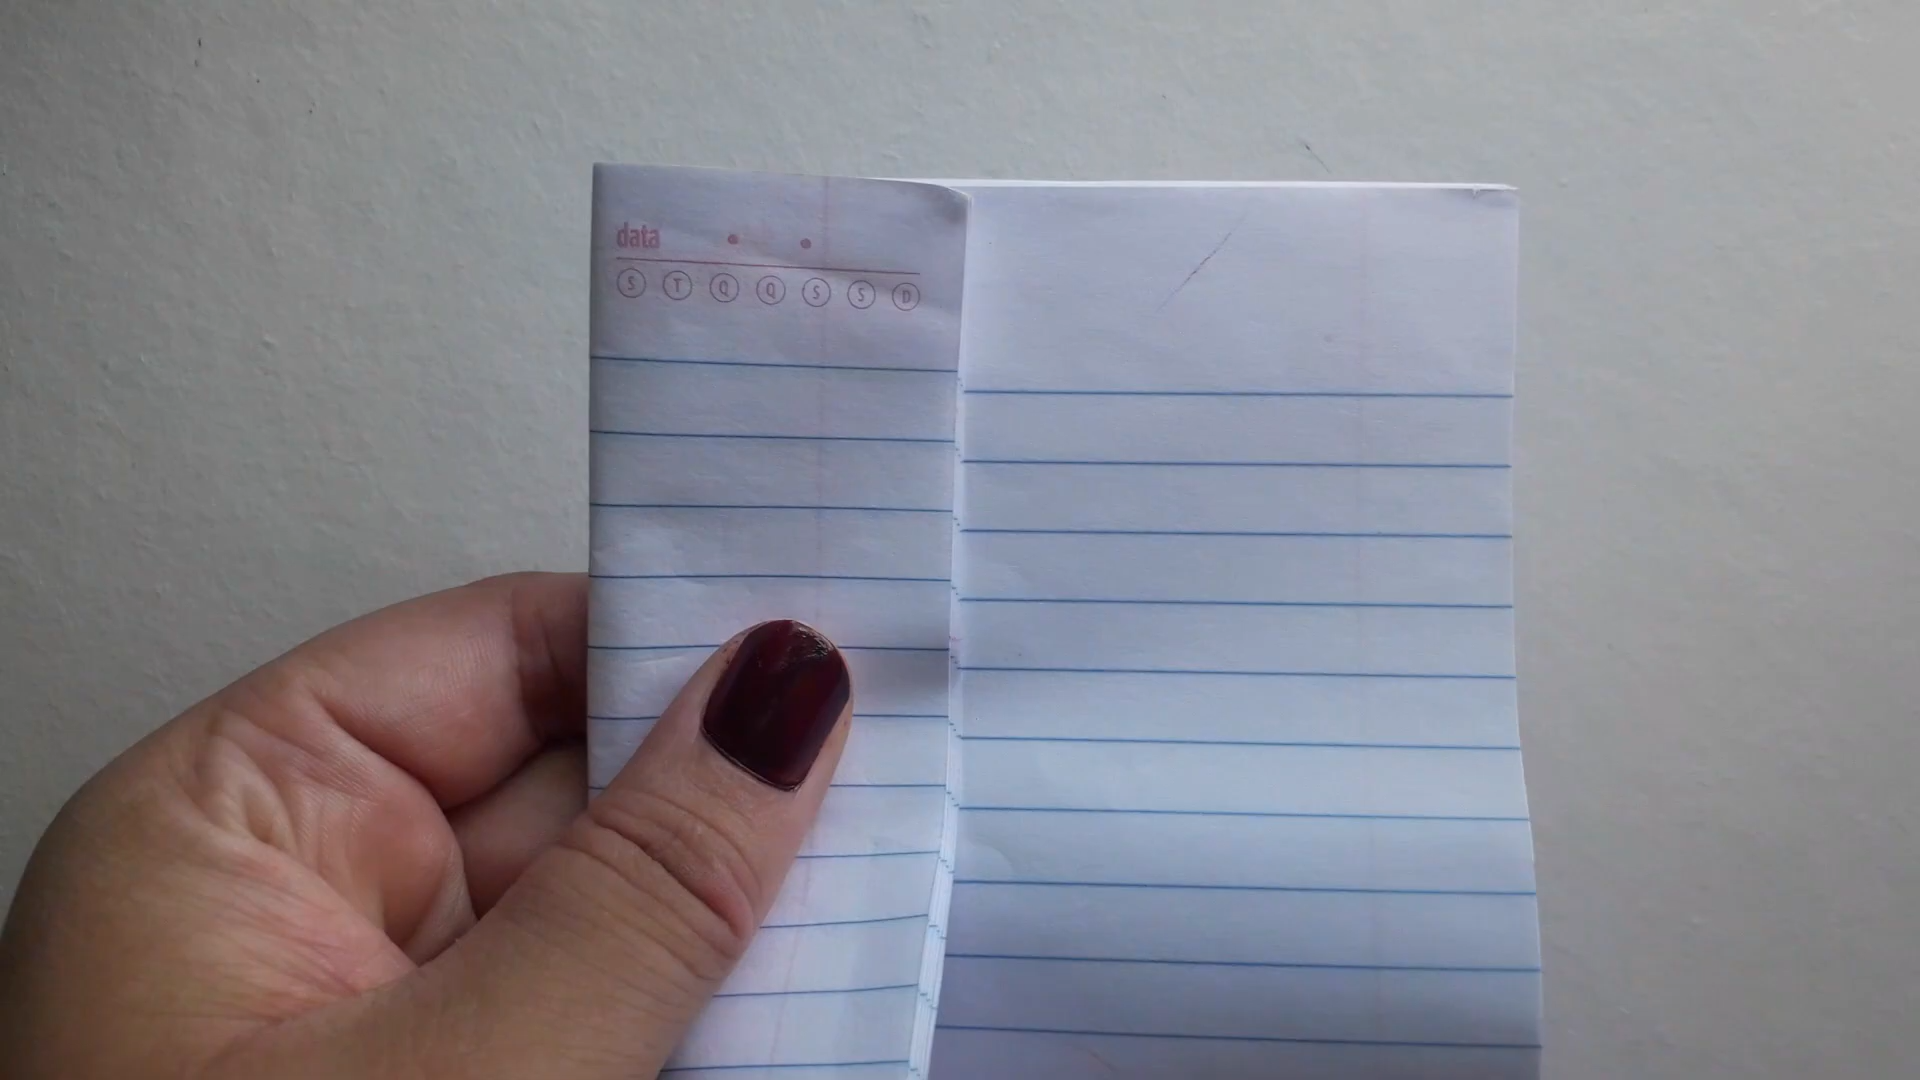 data • •
S T Q Q S S D